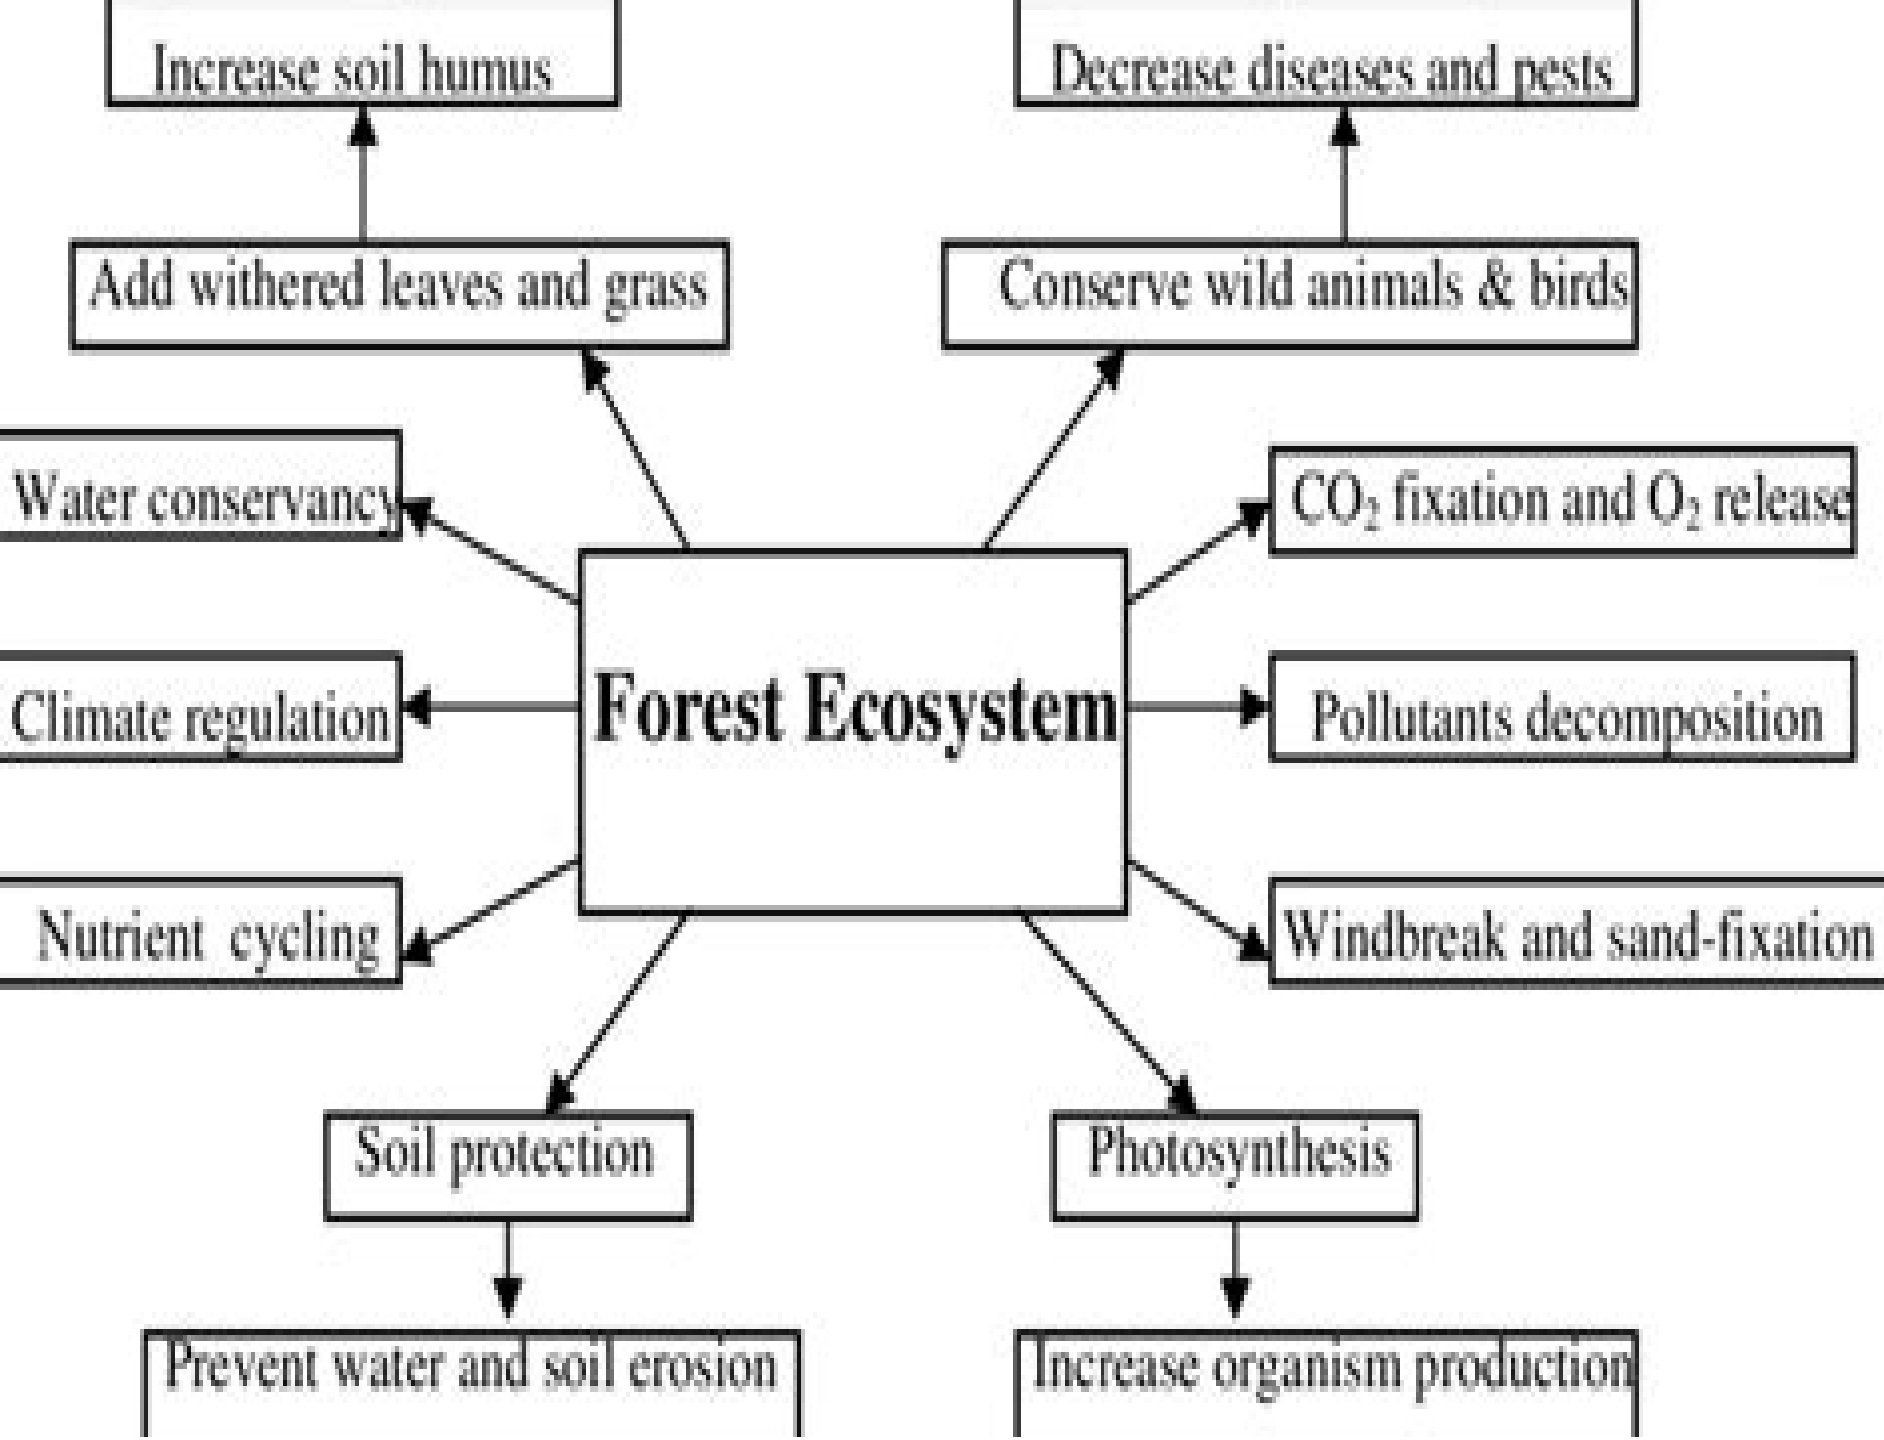 Increase soil humus
Decrease diseases and pests
Add withered leaves and grass
Conserve wild animals & birds
Water conservancy
CO₂ fixation and O₂ release
Forest Ecosystem
Climate regulation
Pollutants decomposition
Nutrient cycling
Windbreak and sand-fixation
Soil protection
Photosynthesis
Prevent water and soil erosion
Increase organism production